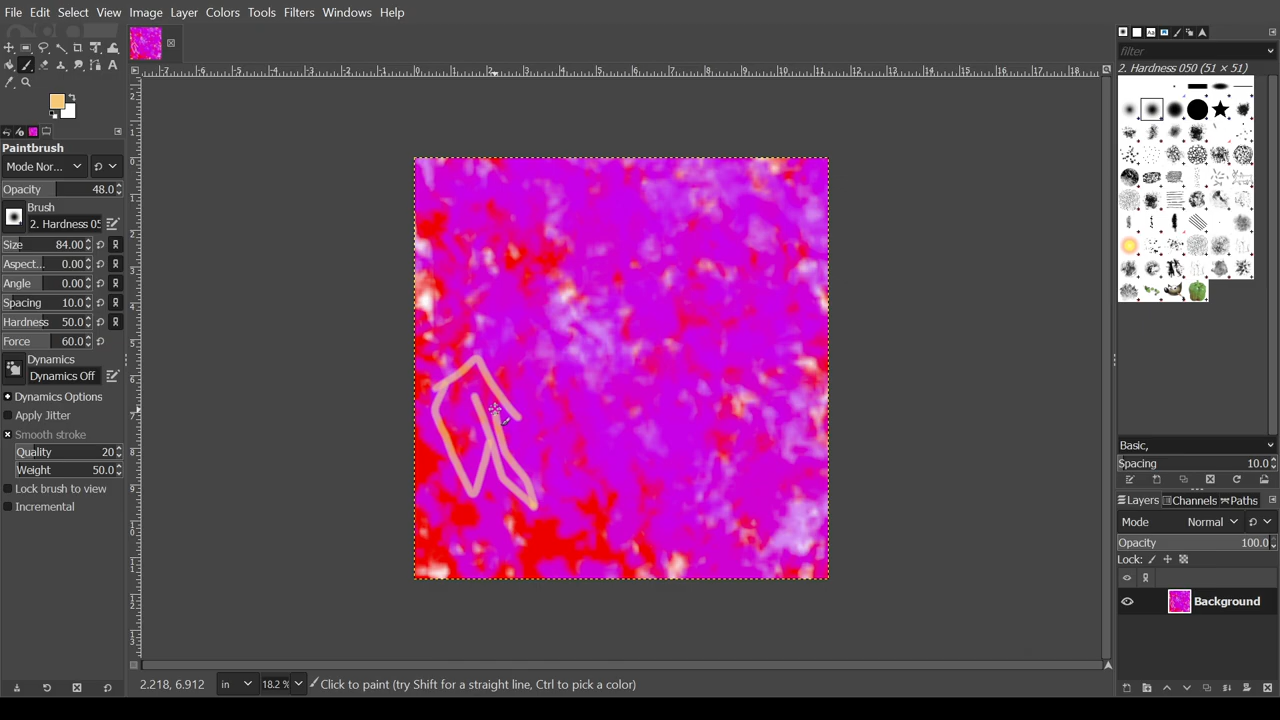 File Edit Select View Image Layer Colors Tools Filters Windows Help
filter
2. Hardness 050 (51 × 51)
Paintbrush
Mode Nor...
Opacity 48.0
Brush
2. Hardness 05
Size 84.00
Aspect... 0.00
Angle 0.00
Spacing 10.0
Hardness 50.0
Force 60.0
Dynamics
Dynamics Off
Dynamics Options
Apply Jitter
Smooth stroke
Quality 20
Weight 50.0
Lock brush to view
Incremental
Basic,
Spacing 10.0
Layers Channels Paths
Mode Normal
Opacity 100.0
Lock:
Background
2.218, 6.912 in 18.2 % Click to paint (try Shift for a straight line, Ctrl to pick a color)